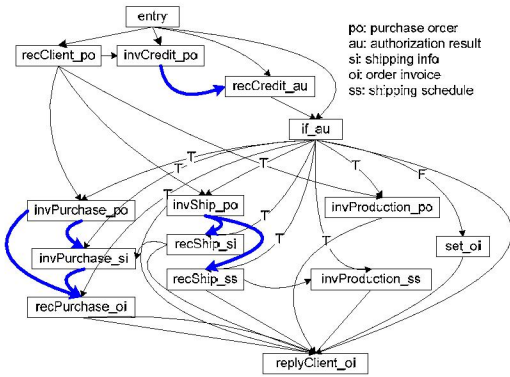 entry
po: purchase orcer
au: authorization result
si: shipping info
oi: order invoice
ss: shipping schedule
recClient_po
invCredit_po
recCredit_au
if_au
T
T
T
T
T
F
T
T
invPurchase_po
invShip_po
invProduction_po
invPurchase_si
recShip_si
set_oi
recShip_ss
invProduction_ss
recPurchase_oi
replyClient_oi